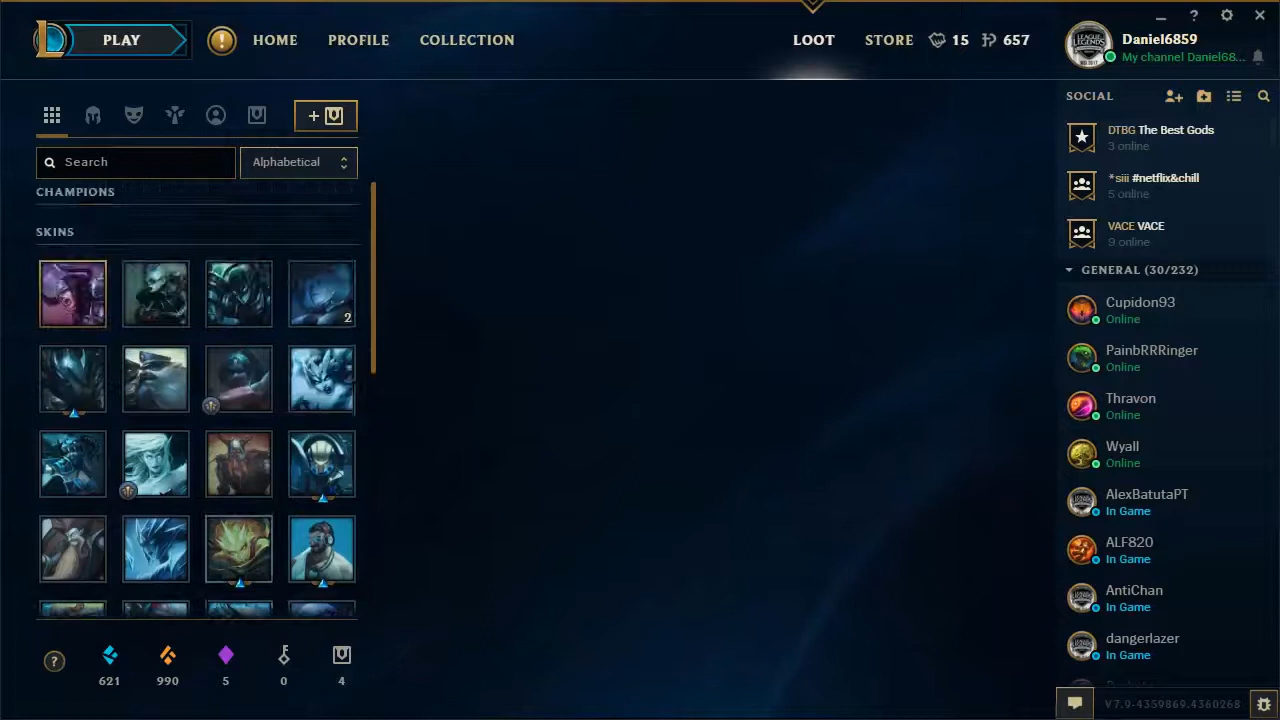 PLAY
HOME
PROFILE
COLLECTION
LOOT
STORE
15
657
?
Daniel6859
My channel Daniel68...
Search
Alphabetical
CHAMPIONS
SKINS
2
?
621
990
5
0
4
SOCIAL
DTBG The Best Gods
3 online
*siii #netflix&chill
5 online
VACE VACE
9 online
GENERAL (30/232)
Cupidon93
Online
PainbRRRinger
Online
Thravon
Online
Wyall
Online
AlexBatutaPT
In Game
ALF820
In Game
AntiChan
In Game
dangerlazer
In Game
V7.9-4359869.4360268